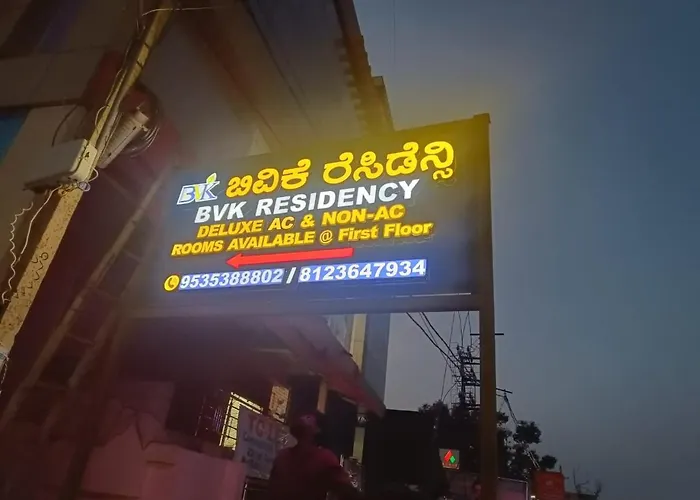 BVK ಬಿವಿಕೆ ರೆಸಿಡೆನ್ಸಿ
BVK RESIDENCY
DELUXE AC & NON-AC
ROOMS AVAILABLE @ First Floor
9535388802 / 8123647934